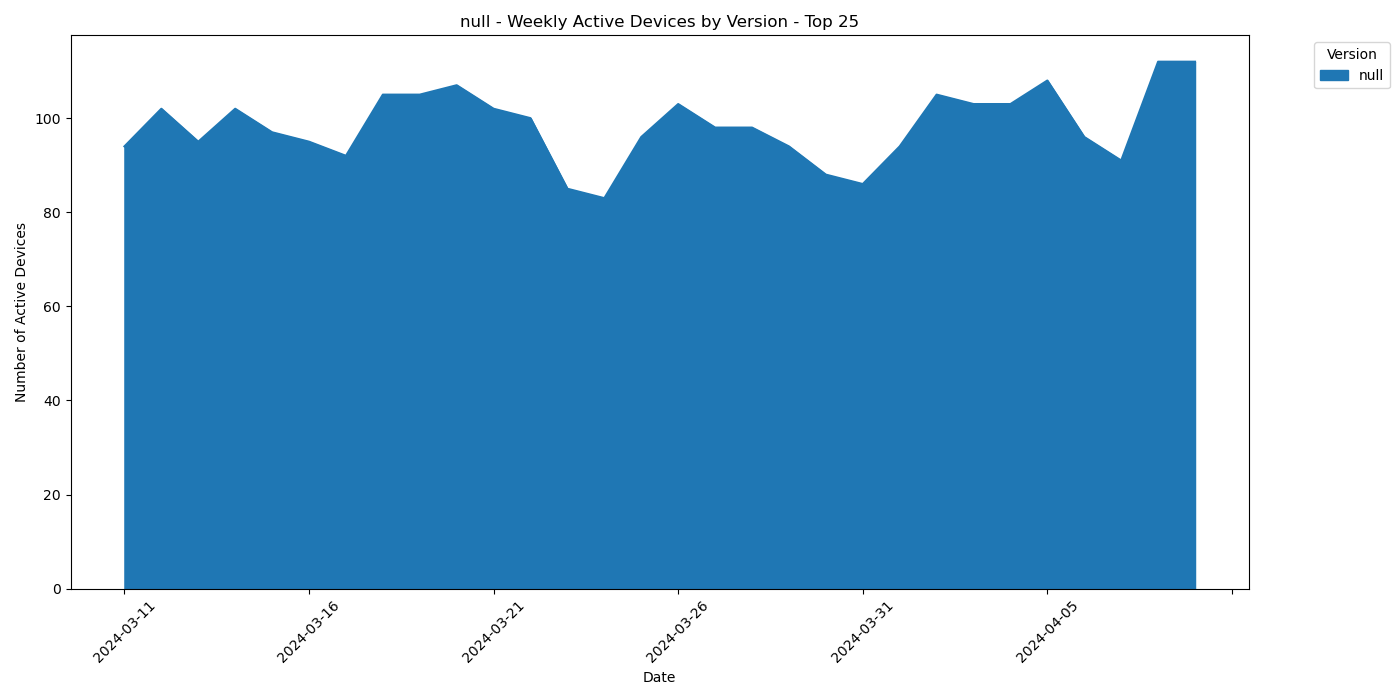 null - Weekly Active Devices by Version - Top 25
Version
null
Number of Active Devices
100
80
60
40
20
0
2024-03-11
2024-03-16
2024-03-21
2024-03-26
2024-03-31
2024-04-05
Date